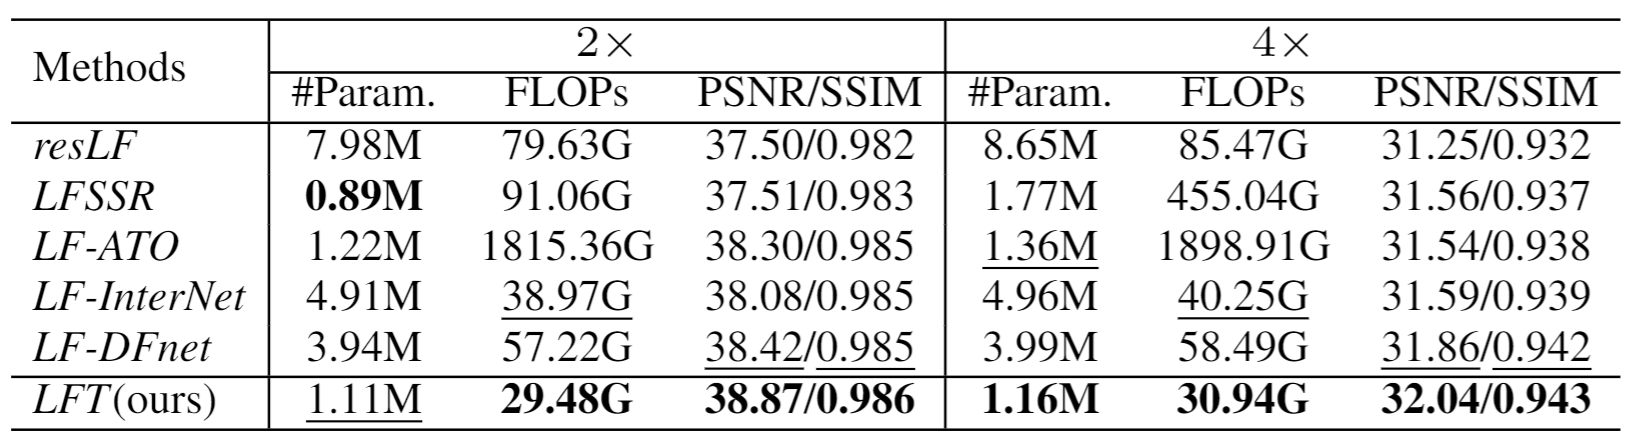 Methods 2× 4×
#Param. FLOPs PSNR/SSIM #Param. FLOPs PSNR/SSIM
resLF 7.98M 79.63G 37.50/0.982 8.65M 85.47G 31.25/0.932
LFSSR 0.89M 91.06G 37.51/0.983 1.77M 455.04G 31.56/0.937
LF-ATO 1.22M 1815.36G 38.30/0.985 1.36M 1898.91G 31.54/0.938
LF-InterNet 4.91M 38.97G 38.08/0.985 4.96M 40.25G 31.59/0.939
LF-DFnet 3.94M 57.22G 38.42/0.985 3.99M 58.49G 31.86/0.942
LFT(ours) 1.11M 29.48G 38.87/0.986 1.16M 30.94G 32.04/0.943